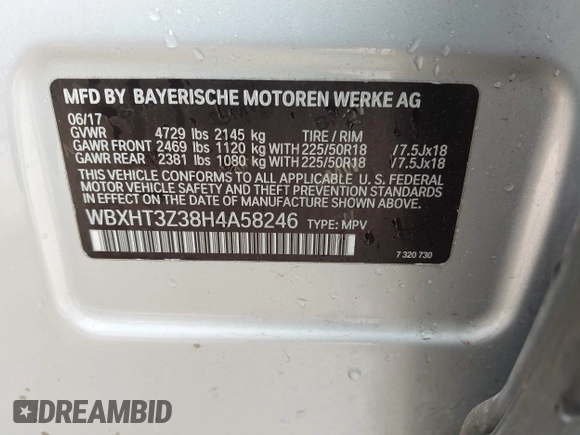 MFD BY BAYERISCHE MOTOREN WERKE AG
06/17
GVWR 4729 lbs 2145 kg TIRE / RIM
GAWR FRONT 2469 lbs 1120 kg WITH 225/50R18 /7.5Jx18
GAWR REAR 2381 lbs 1080 kg WITH 225/50R18 /7.5Jx18
THIS VEHICLE CONFORMS TO ALL APPLICABLE U. S. FEDERAL
MOTOR VEHICLE SAFETY AND THEFT PREVENTION STANDARDS
IN EFFECT ON THE DATE OF MANUFACTURE SHOWN ABOVE.
WBXHT3Z38H4A58246 TYPE: MPV
7 320 730
DREAMBID